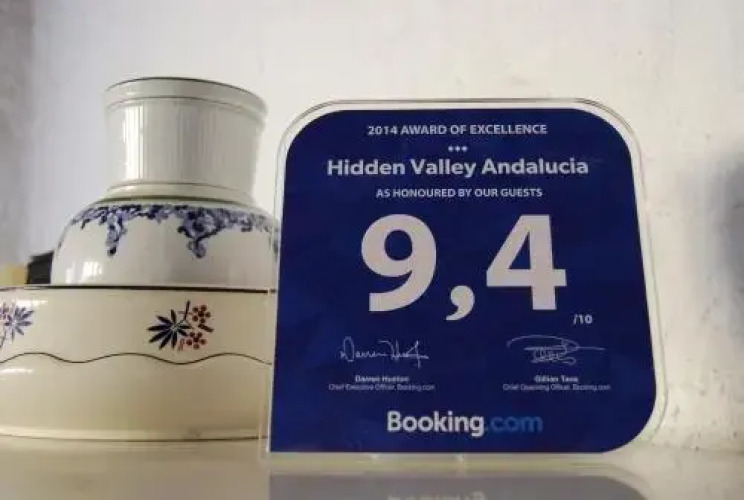 2014 AWARD OF EXCELLENCE
Hidden Valley Andalucia
AS HONOURED BY OUR GUESTS
9,4
/10
Darren Huston
Gillian Tans
Chief Executive Officer, Booking.com
Chief Operating Officer, Booking.com
Booking.com